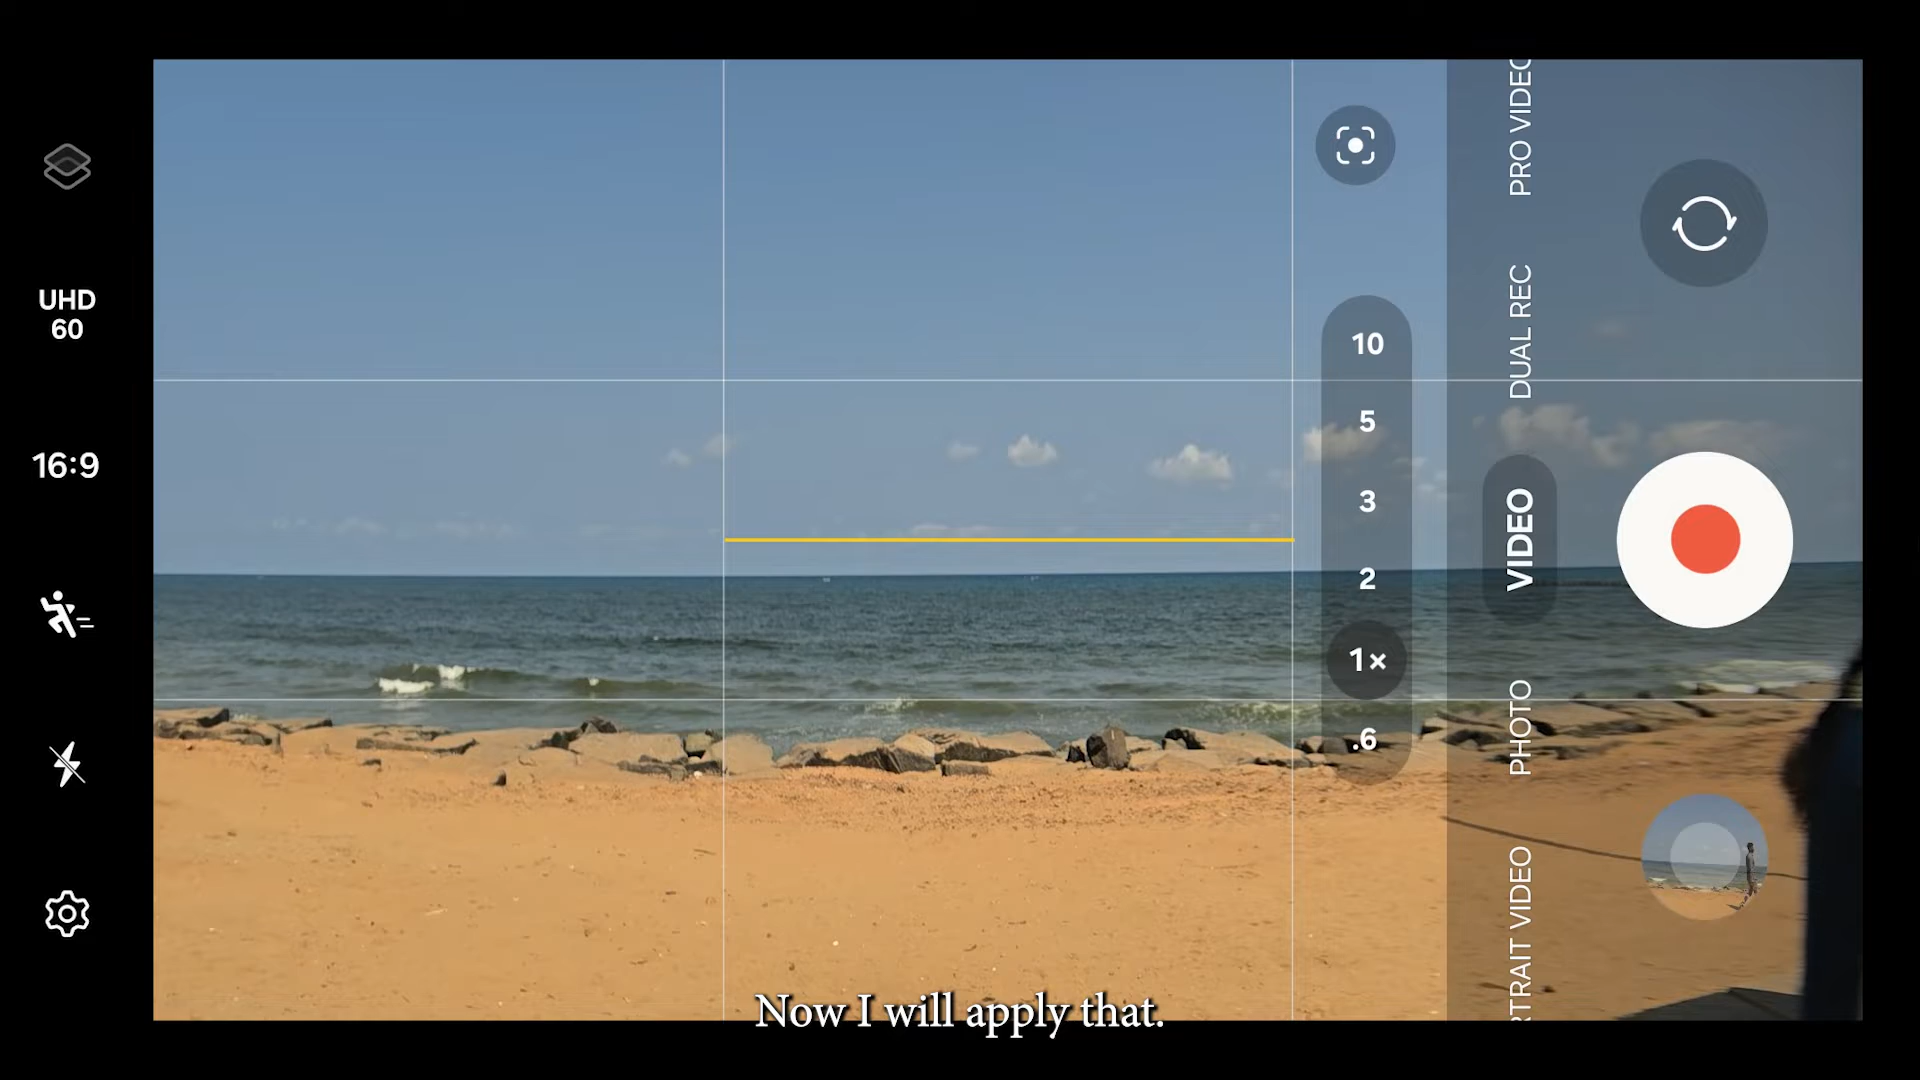 UHD
60
16:9
10
5
3
2
1×
.6
PRO VIDEO
DUAL REC
VIDEO
PHOTO
RTRAIT VIDEO
Now I will apply that.